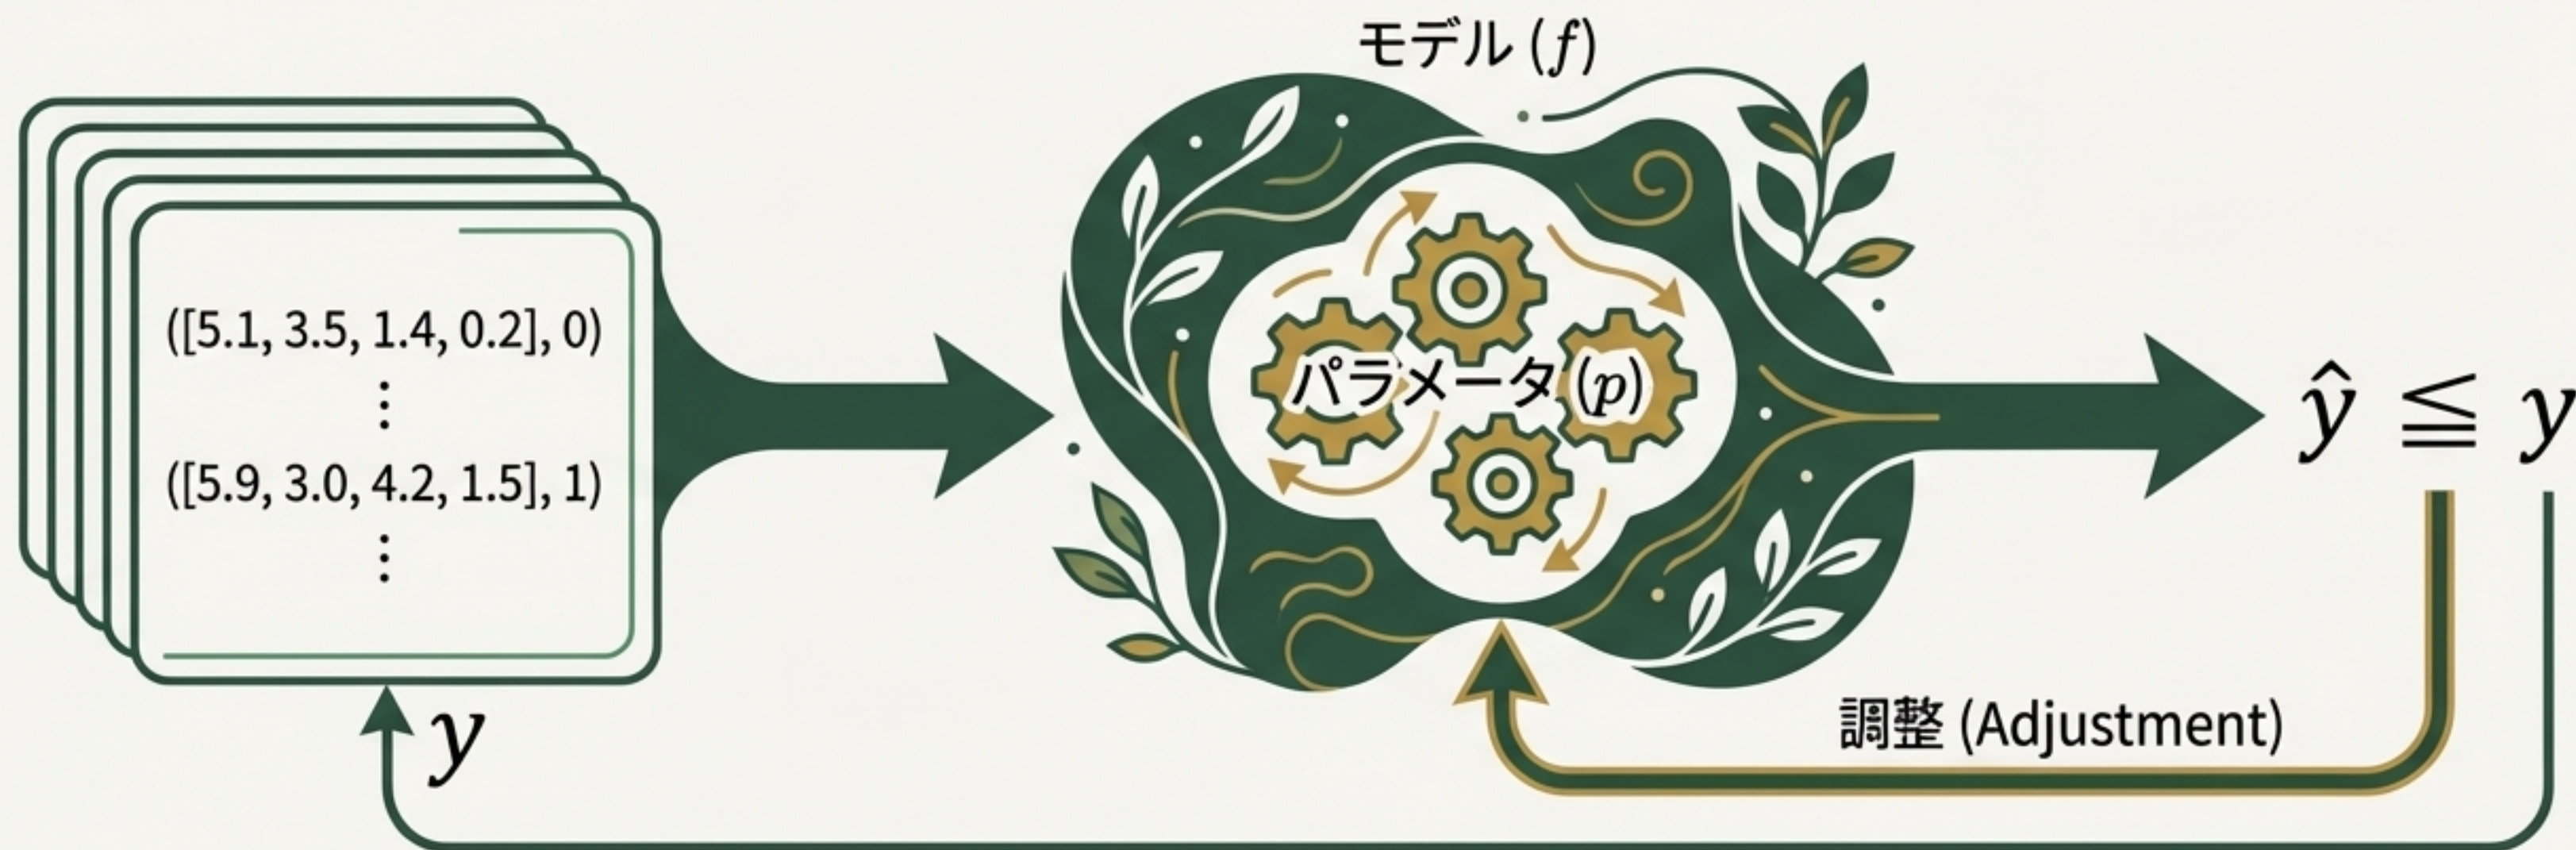 モデル (f)
([5.1, 3.5, 1.4, 0.2], 0)
⋮
([5.9, 3.0, 4.2, 1.5], 1)
⋮
パラメータ (p)
ŷ ≦ y
調整 (Adjustment)
y